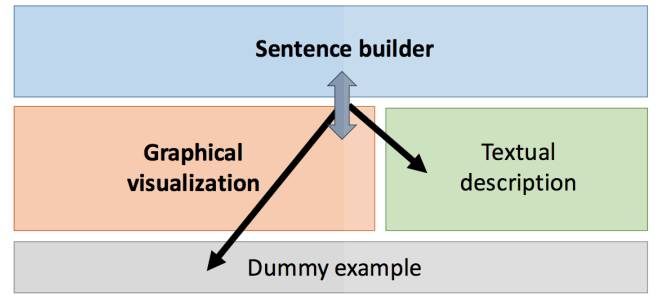 Sentence builder
Graphical
visualization
Textual
description
Dummy example